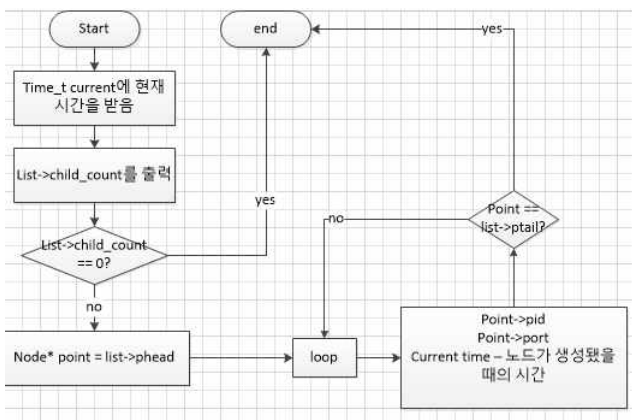 Start
end
yes
Time_t current에 현재
시간을 받음
List->child_count를 출력
yes
Point ==
list->ptail?
no
List->child_count
== 0?
no
Node* point = list->phead
loop
Point->pid
Point->port
Current time – 노드가 생성됐을
때의 시간